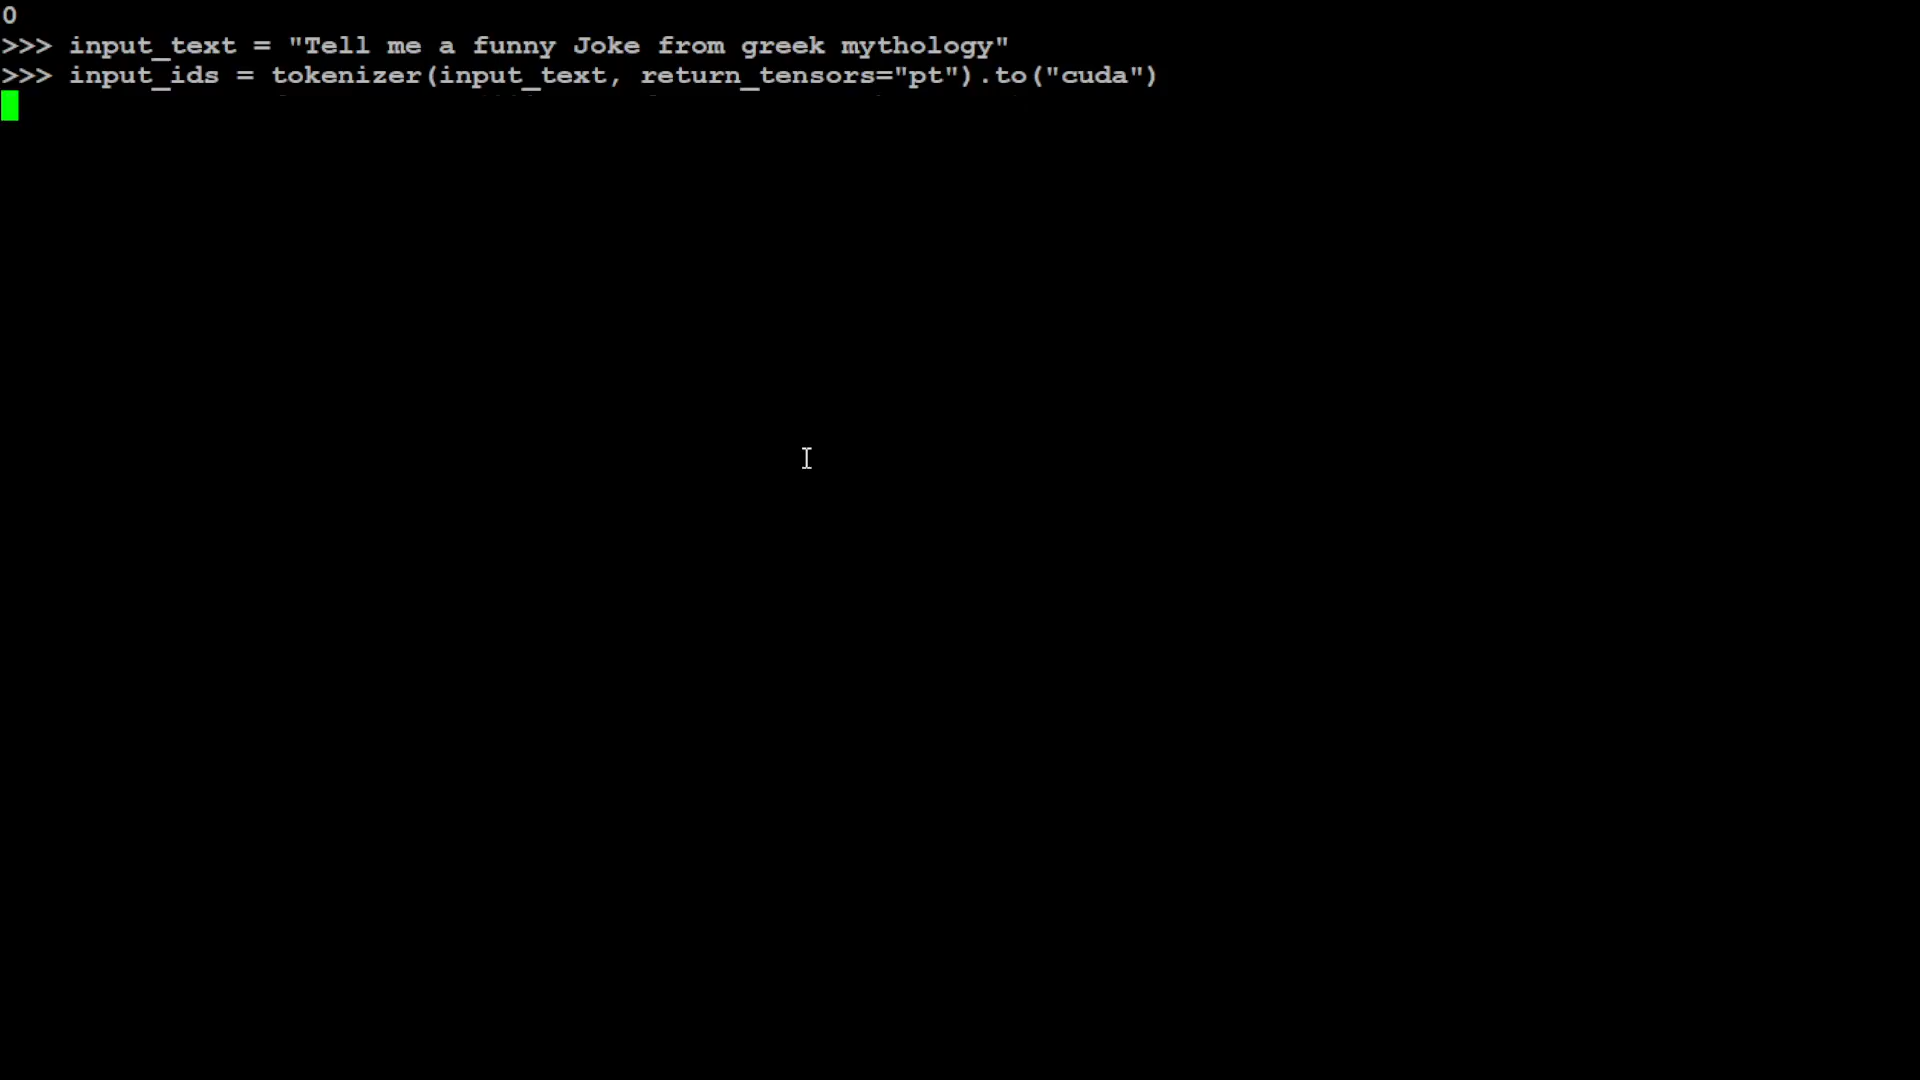 0
>>> input_text = "Tell me a funny Joke from greek mythology"
>>> input_ids = tokenizer(input_text, return_tensors="pt").to("cuda")